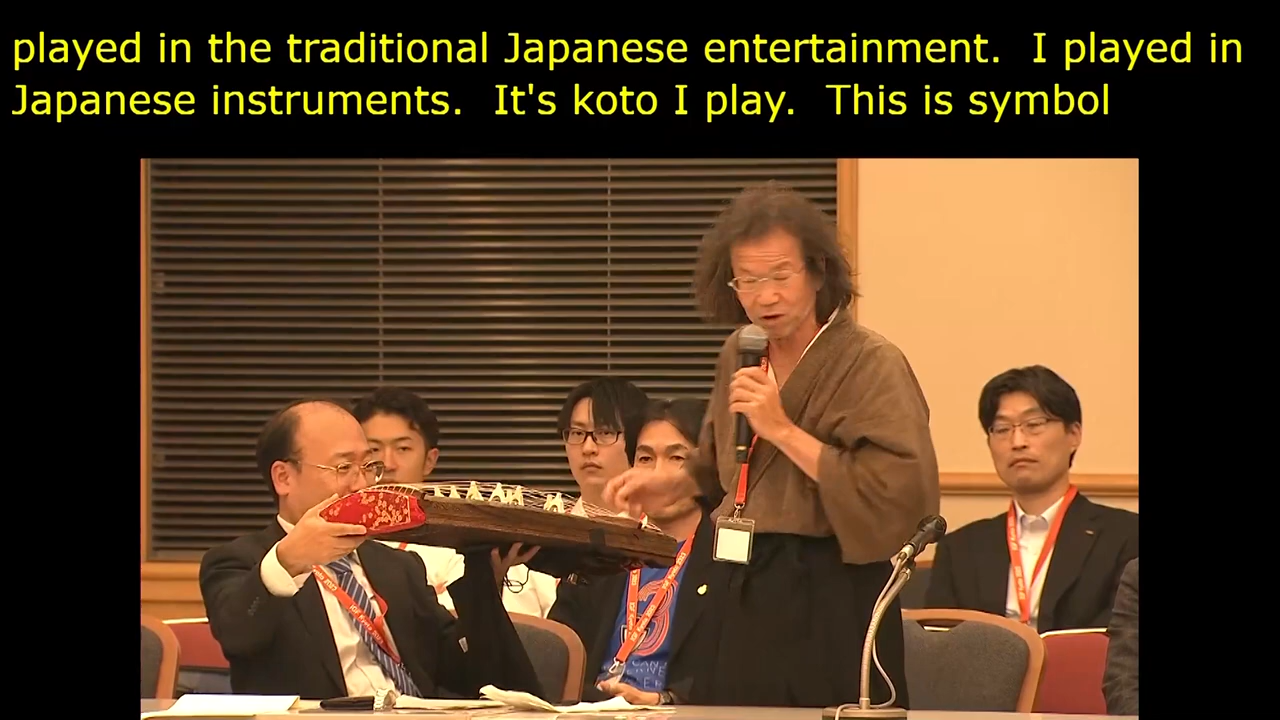 played in the traditional Japanese entertainment.  I played in
Japanese instruments.  It's koto I play.  This is symbol